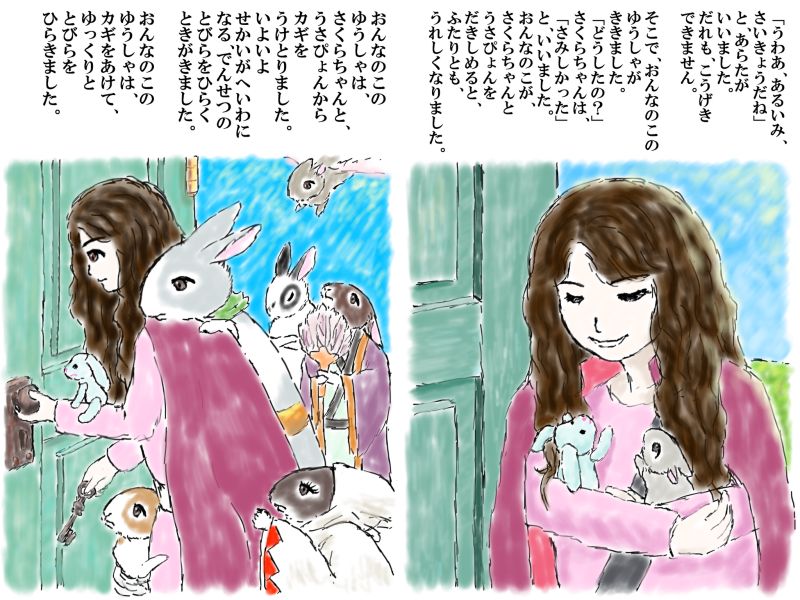 「うわあ、あるいみ、
さいきょうだね」
と、あらたが
いいました。
だれも、こうげき
できません。
そこで、おんなのこの
ゆうしゃが
ききました。
「どうしたの？」
さくらちゃんは、
「さみしかった」
と、いいました。
おんなのこが、
さくらちゃんと
うさぴょんを
だきしめると、
ふたりとも、
うれしくなりました。
おんなのこの
ゆうしゃは、
さくらちゃんと、
うさぴょんから
カギを
うけとりました。
いよいよ
せかいがへいわに
なる、でんせつの
とびらをひらく
ときがきました。
おんなのこの
ゆうしゃは、
カギをあけて、
ゆっくりと
とびらを
ひらきました。